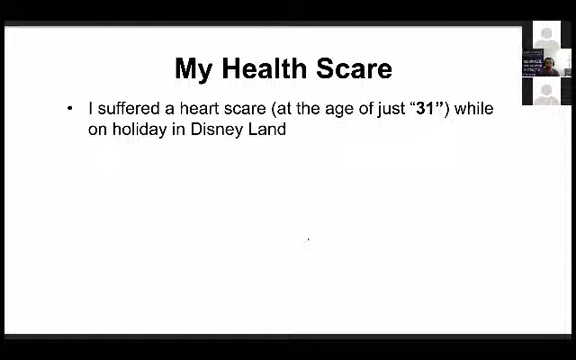 My Health Scare
• I suffered a heart scare (at the age of just “31”) while
on holiday in Disney Land